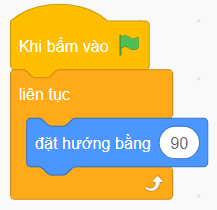 Khi bấm vào
liên tục
đặt hướng bằng 90